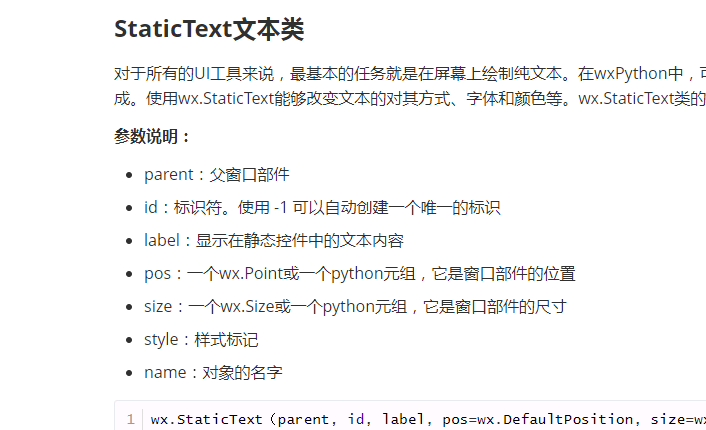 StaticText文本类
对于所有的UI工具来说，最基本的任务就是在屏幕上绘制纯文本。在wxPython中，可
成。使用wx.StaticText能够改变文本的对其方式、字体和颜色等。wx.StaticText类的
参数说明：
parent：父窗口部件
id：标识符。使用 -1 可以自动创建一个唯一的标识
label：显示在静态控件中的文本内容
pos：一个wx.Point或一个python元组，它是窗口部件的位置
size：一个wx.Size或一个python元组，它是窗口部件的尺寸
style：样式标记
name：对象的名字
1 wx.StaticText（parent, id, label, pos=wx.DefaultPosition, size=wx